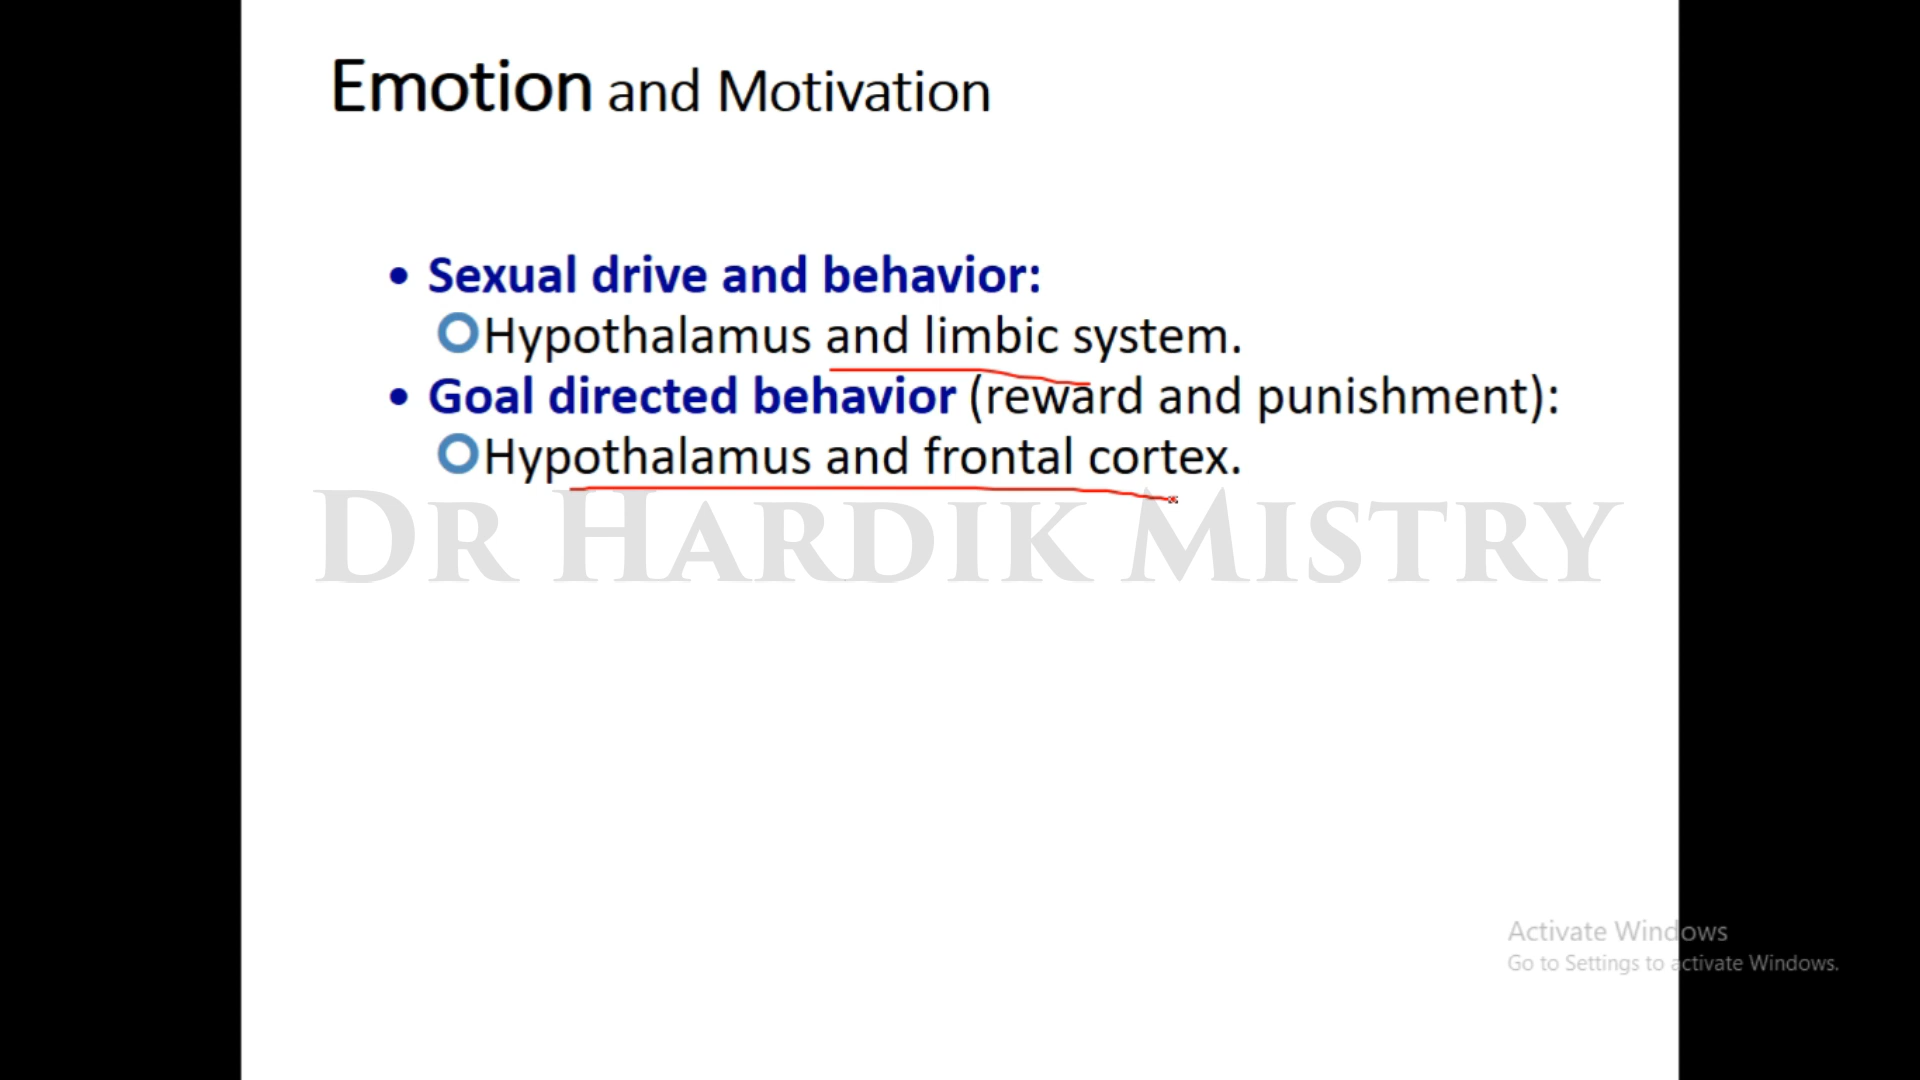 Emotion and Motivation
• Sexual drive and behavior:
Hypothalamus and limbic system.
• Goal directed behavior (reward and punishment):
Hypothalamus and frontal cortex.
DR HARDIK MISTRY
Activate Windows
Go to Settings to activate Windows.